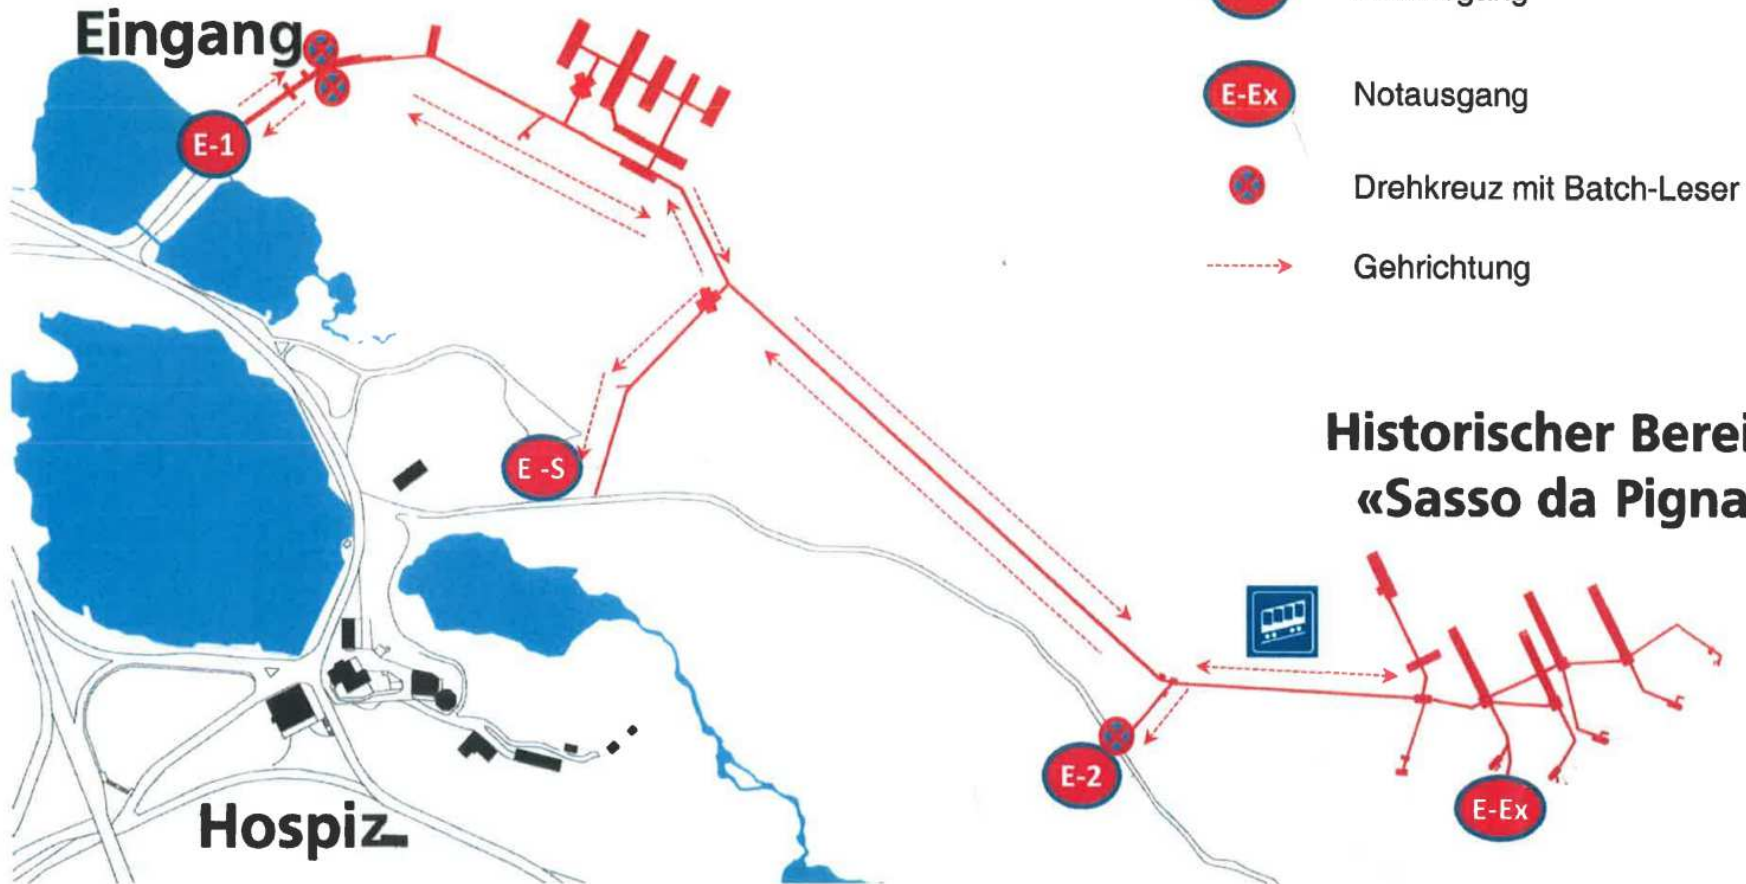 Eingang
E-1
E-Ex
Notausgang
Drehkreuz mit Batch-Leser
Gehrichtung
E -S
Historischer Berei
«Sasso da Pigna
E-2
E-Ex
Hospiz